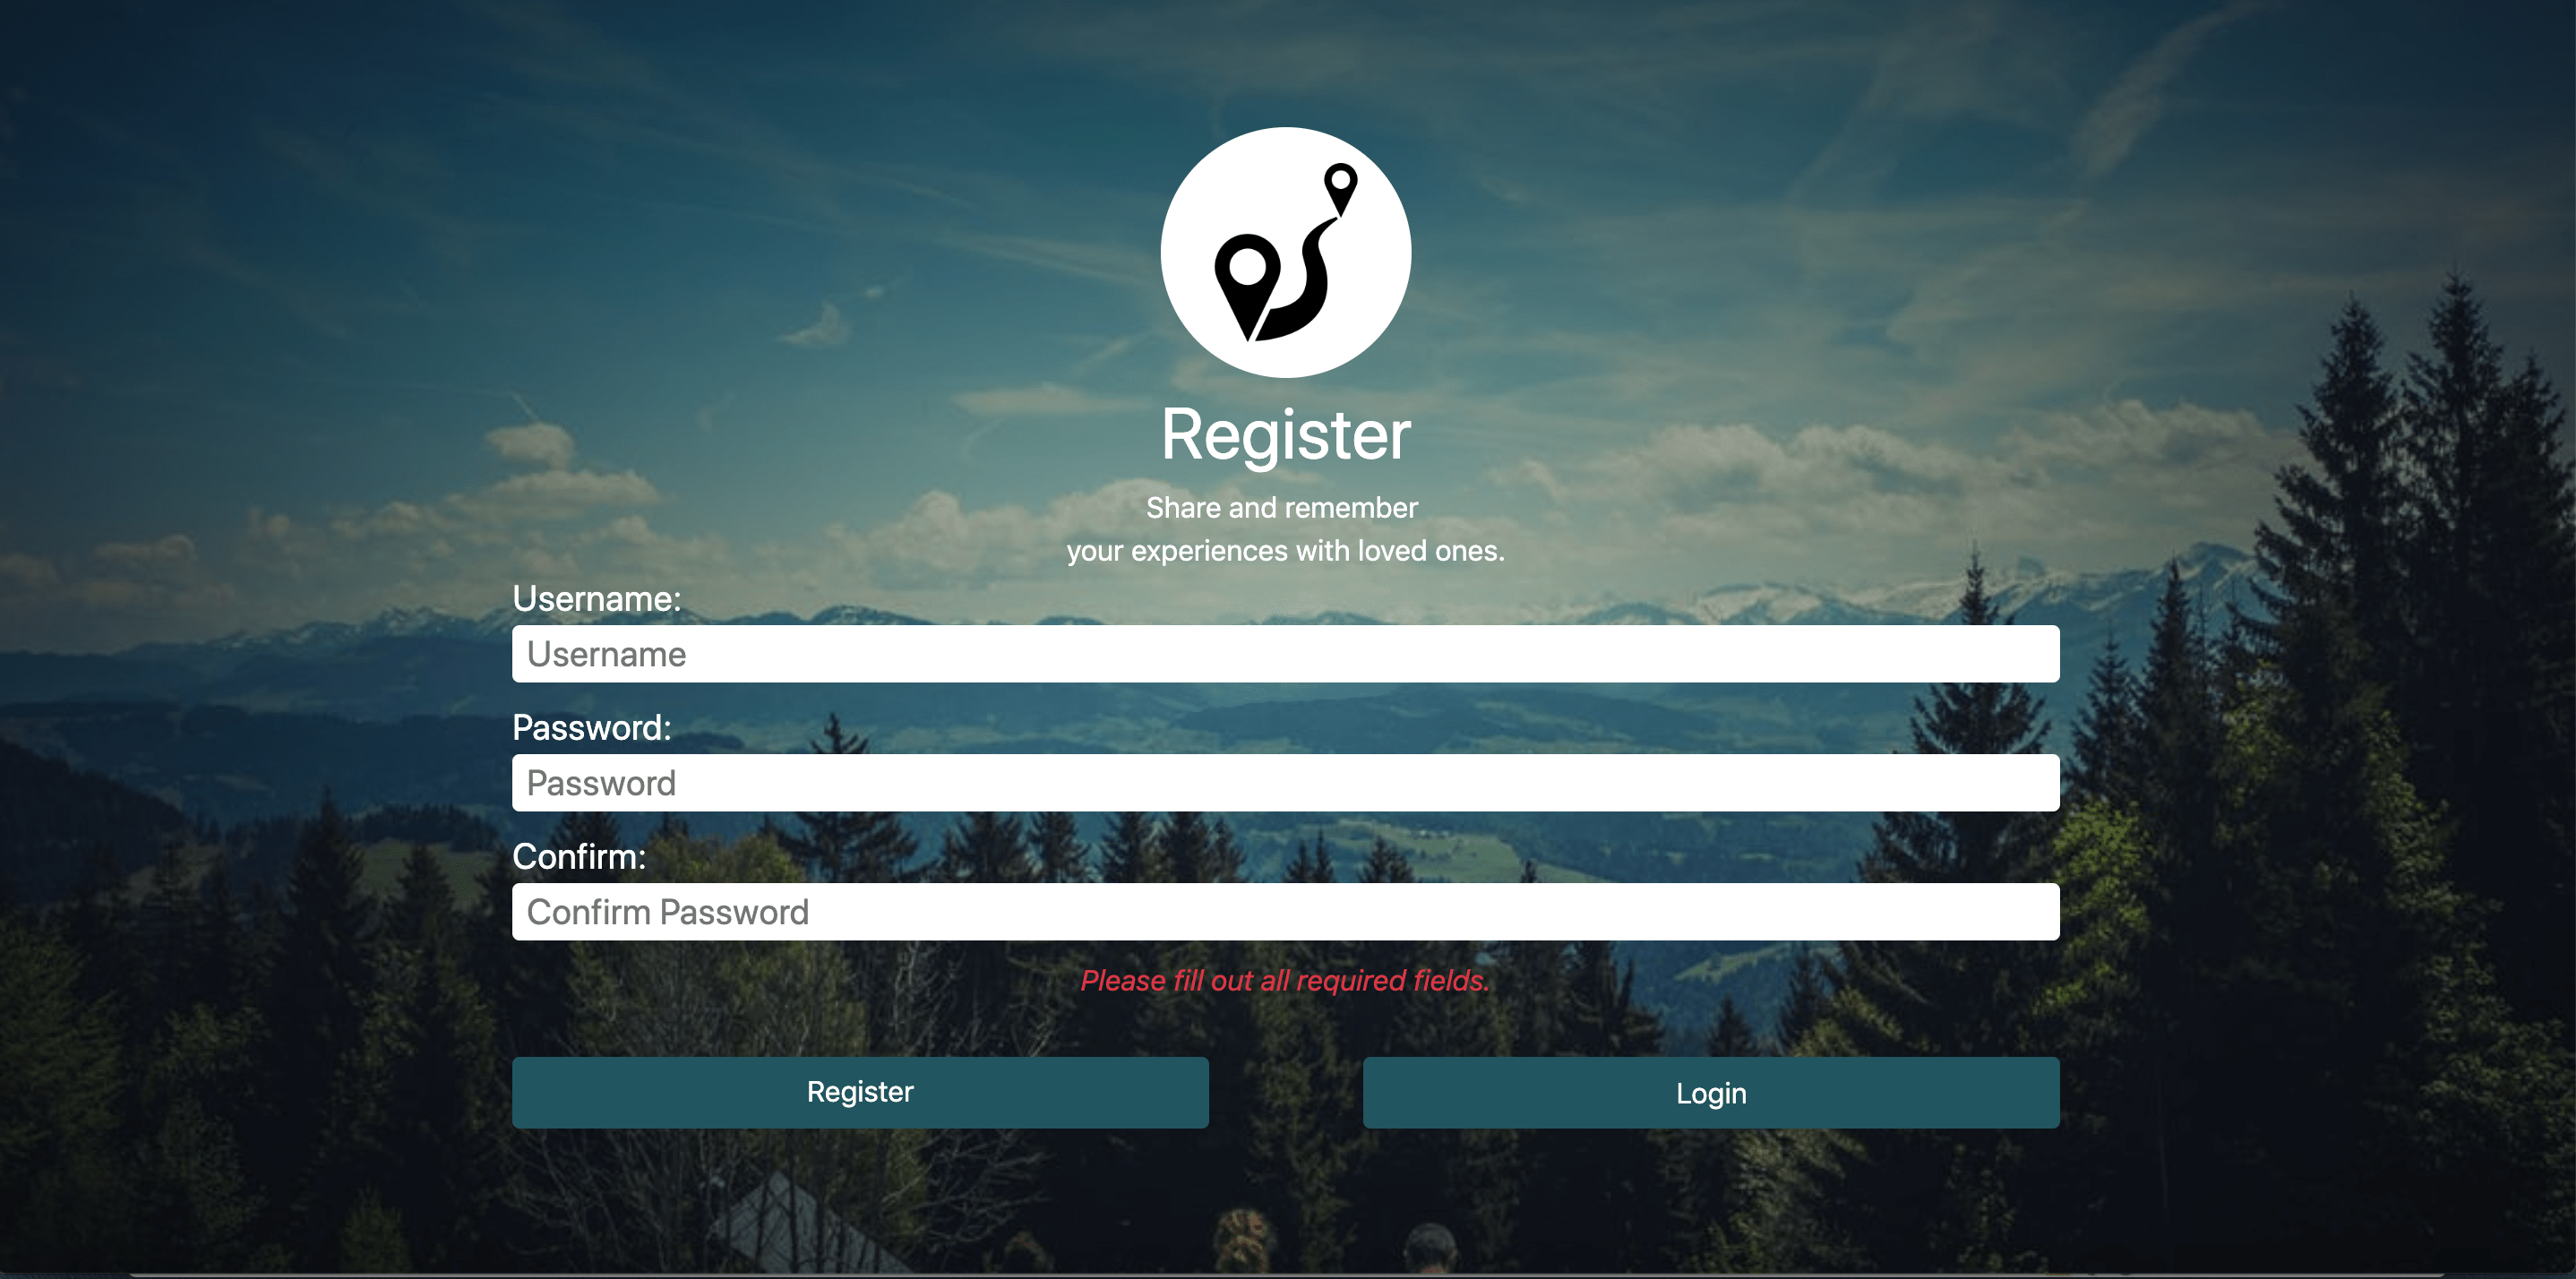 Register
Share and remember
your experiences with loved ones.
Username:
Username
Password:
Password
Confirm:
Confirm Password
Please fill out all required fields.
Register
Login